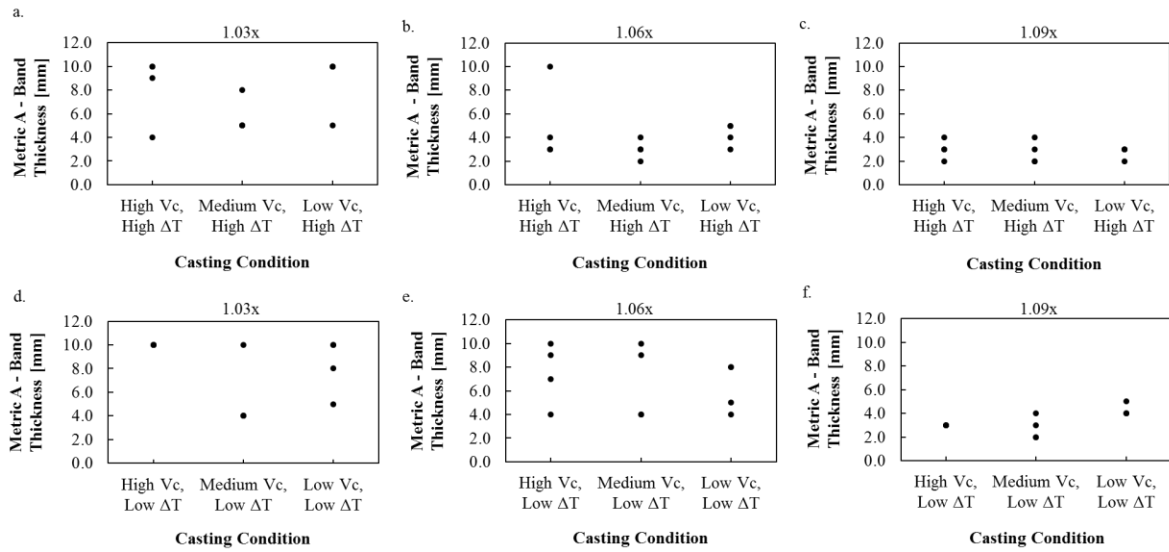 a.
1.03x
Metric A - Band
Thickness [mm]
12.0
10.0
8.0
6.0
4.0
2.0
0.0
High Vc, Medium Vc, Low Vc,
High ΔT High ΔT High ΔT
Casting Condition
b.
1.06x
Metric A - Band
Thickness [mm]
12.0
10.0
8.0
6.0
4.0
2.0
0.0
High Vc, Medium Vc, Low Vc,
High ΔT High ΔT High ΔT
Casting Condition
c.
1.09x
Metric A - Band
Thickness [mm]
12.0
10.0
8.0
6.0
4.0
2.0
0.0
High Vc, Medium Vc, Low Vc,
High ΔT High ΔT High ΔT
Casting Condition
d.
1.03x
Metric A - Band
Thickness [mm]
12.0
10.0
8.0
6.0
4.0
2.0
0.0
High Vc, Medium Vc, Low Vc,
Low ΔT Low ΔT Low ΔT
Casting Condition
e.
1.06x
Metric A - Band
Thickness [mm]
12.0
10.0
8.0
6.0
4.0
2.0
0.0
High Vc, Medium Vc, Low Vc,
Low ΔT Low ΔT Low ΔT
Casting Condition
f.
1.09x
Metric A - Band
Thickness [mm]
12.0
10.0
8.0
6.0
4.0
2.0
0.0
High Vc, Medium Vc, Low Vc,
Low ΔT Low ΔT Low ΔT
Casting Condition